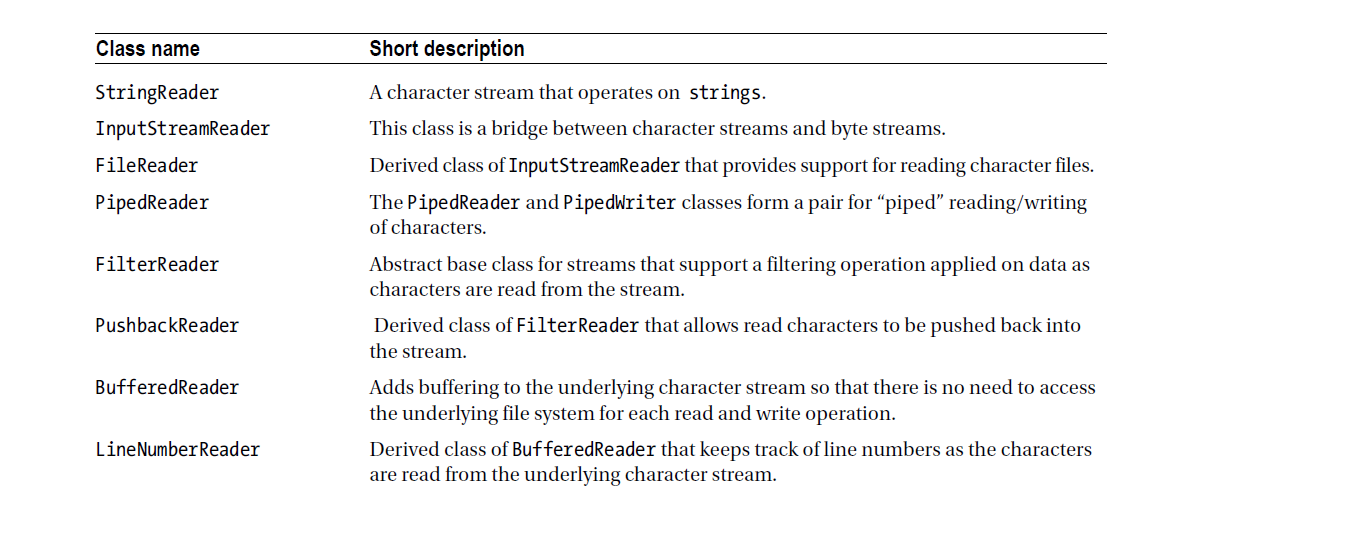 Class name Short description
StringReader A character stream that operates on strings.
InputStreamReader This class is a bridge between character streams and byte streams.
FileReader Derived class of InputStreamReader that provides support for reading character files.
PipedReader The PipedReader and PipedWriter classes form a pair for “piped” reading/writing
of characters.
FilterReader Abstract base class for streams that support a filtering operation applied on data as
characters are read from the stream.
PushbackReader Derived class of FilterReader that allows read characters to be pushed back into
the stream.
BufferedReader Adds buffering to the underlying character stream so that there is no need to access
the underlying file system for each read and write operation.
LineNumberReader Derived class of BufferedReader that keeps track of line numbers as the characters
are read from the underlying character stream.